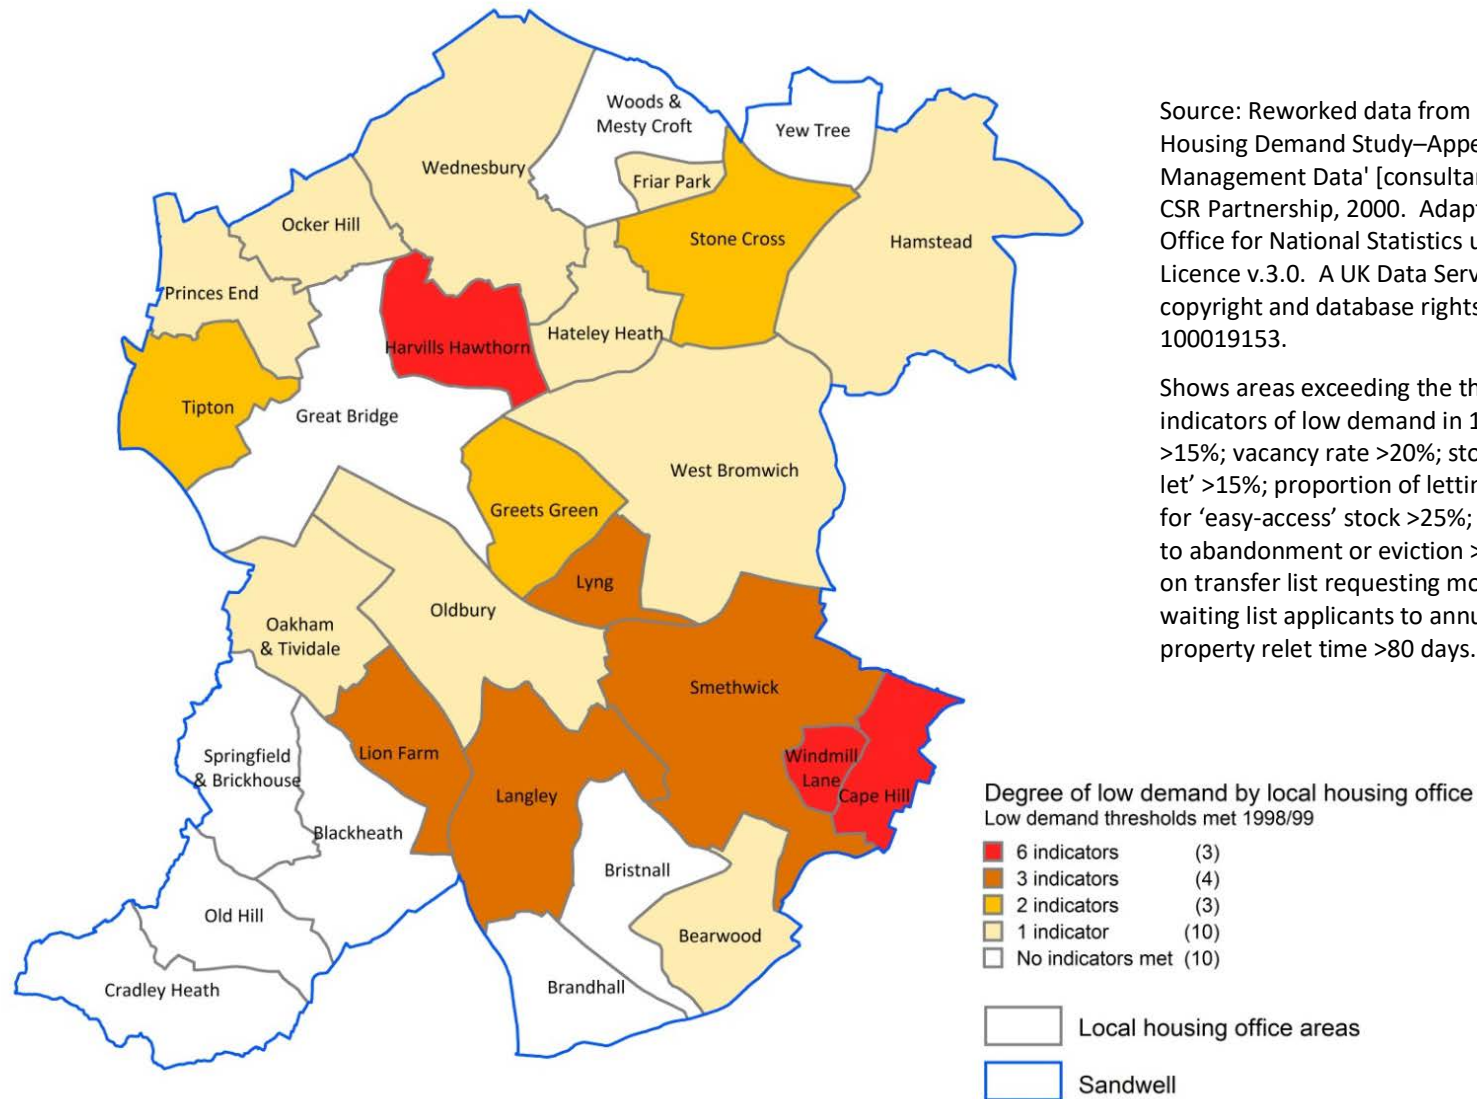 Woods &
Mesty Croft
Yew Tree
Wednesbury
Friar Park
Ocker Hill
Stone Cross
Hamstead
Princes End
Hateley Heath
Harvills Hawthorn
Tipton
Great Bridge
West Bromwich
Greets Green
Lyng
Oldbury
Oakham
& Tividale
Smethwick
Lion Farm
Springfield
& Brickhouse
Windmill
Lane
Cape Hill
Langley
Blackheath
Bristnall
Old Hill
Bearwood
Cradley Heath
Brandhall
Source: Reworked data from
Housing Demand Study–Appe
Management Data' [consultan
CSR Partnership, 2000. Adapt
Office for National Statistics u
Licence v.3.0. A UK Data Serv
copyright and database rights
100019153.
Shows areas exceeding the th
indicators of low demand in 1
>15%; vacancy rate >20%; sto
let’ >15%; proportion of lettin
for ‘easy-access’ stock >25%;
to abandonment or eviction >
on transfer list requesting mo
waiting list applicants to annu
property relet time >80 days.
Degree of low demand by local housing office
Low demand thresholds met 1998/99
6 indicators (3)
3 indicators (4)
2 indicators (3)
1 indicator (10)
No indicators met (10)
Local housing office areas
Sandwell